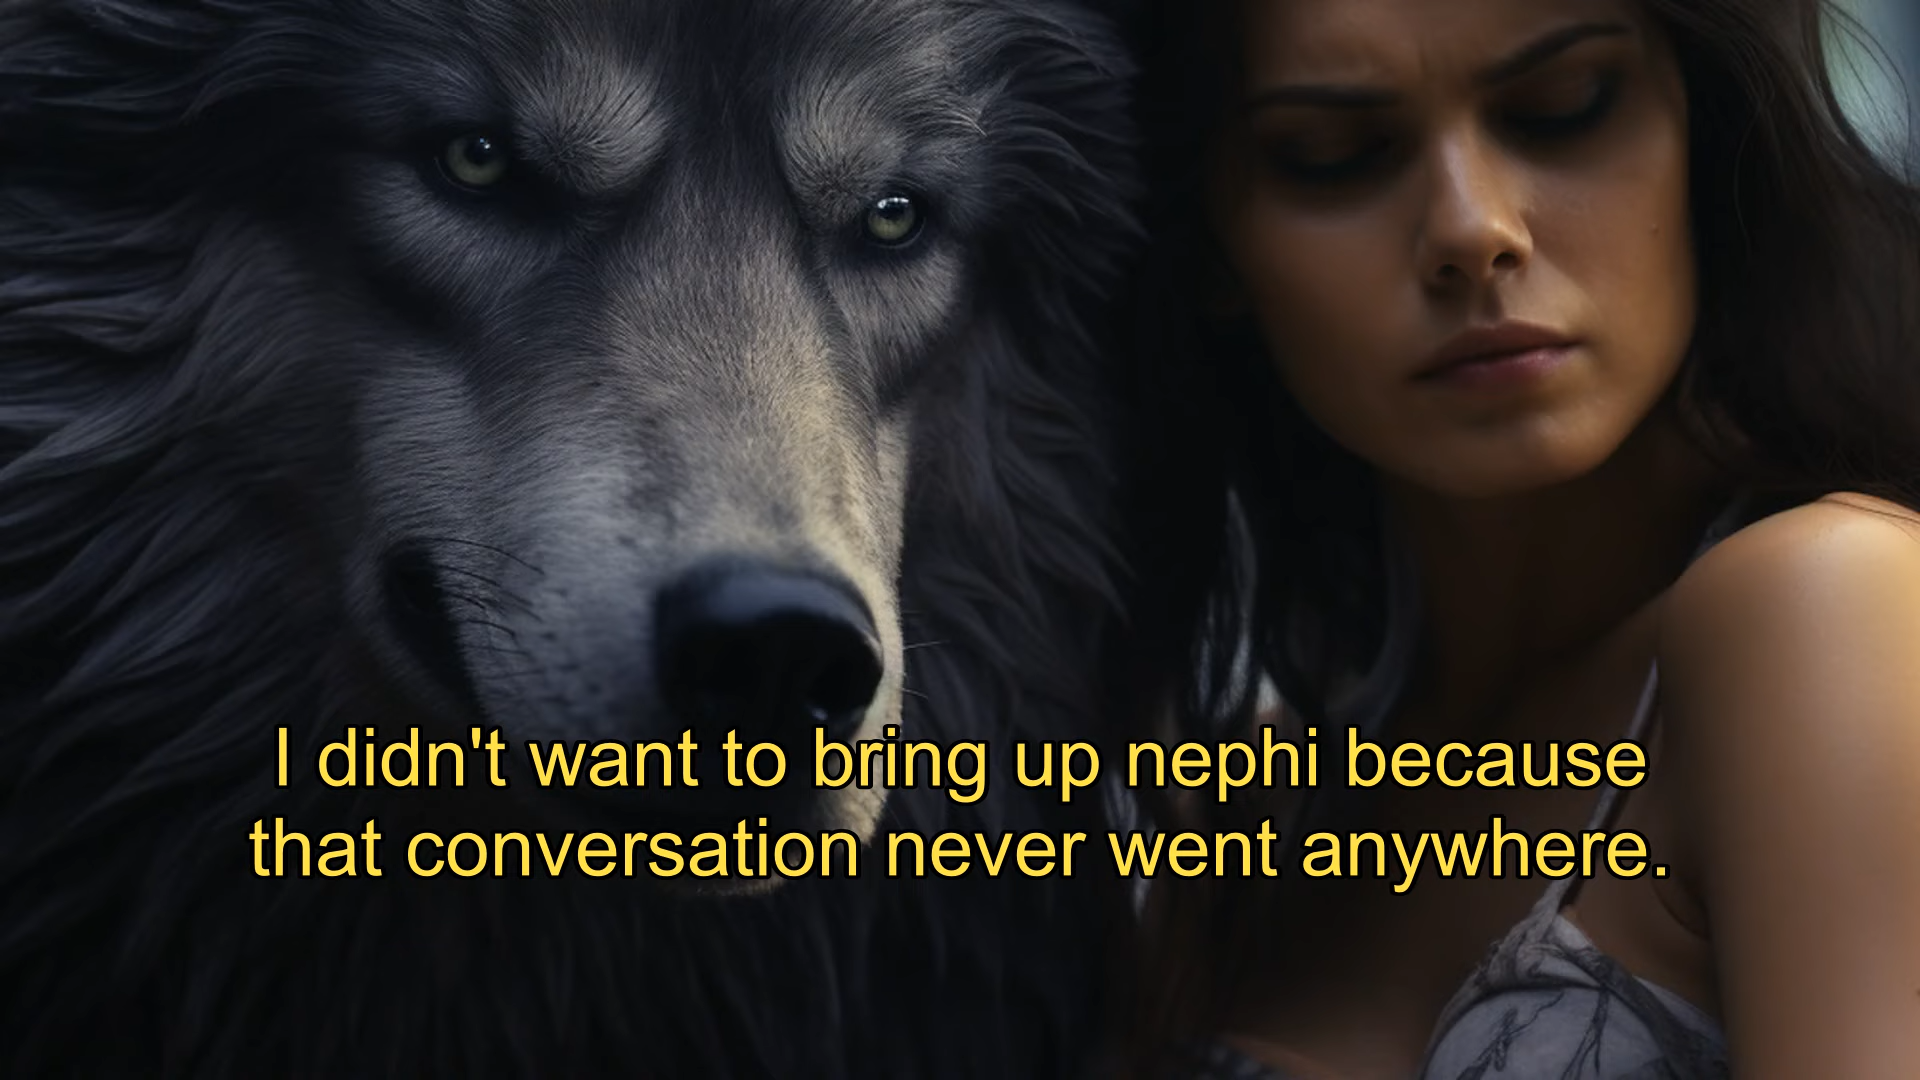 I didn't want to bring up nephi because
that conversation never went anywhere.